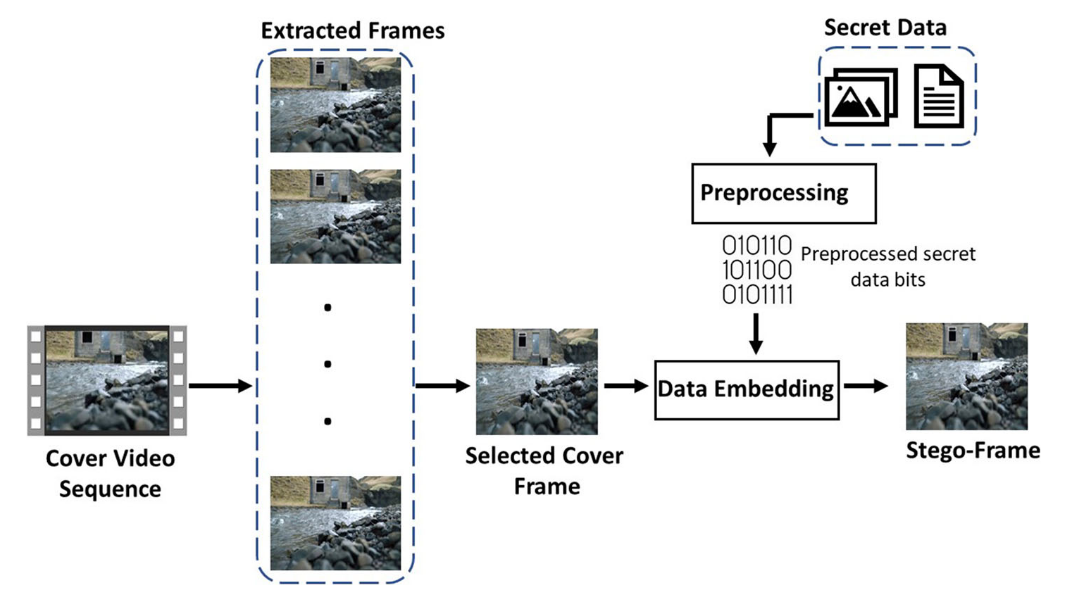 Extracted Frames
Secret Data
Preprocessing
010110
101100
0101111
Preprocessed secret
data bits
Data Embedding
Cover Video
Sequence
Selected Cover
Frame
Stego-Frame